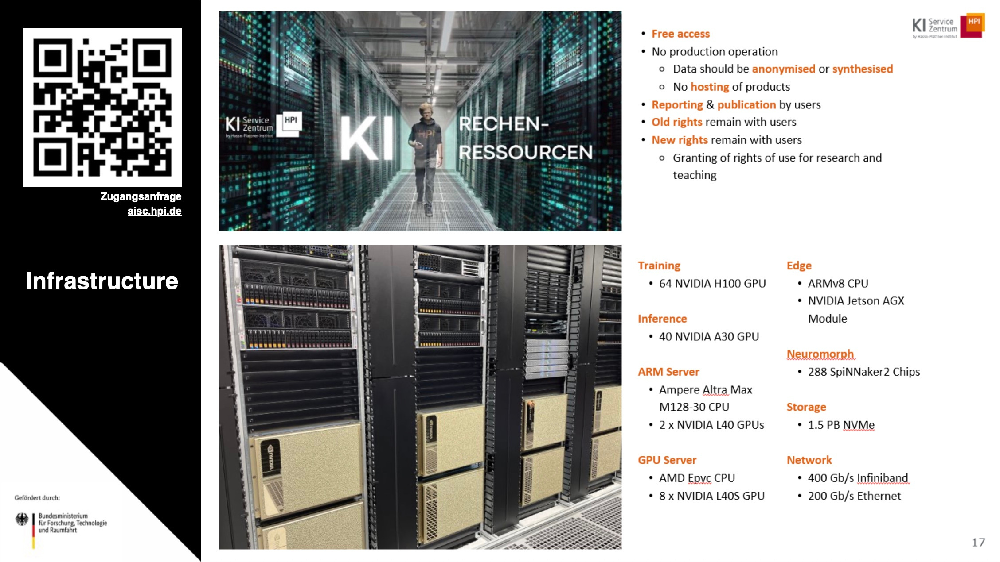 Zugangsanfrage
aisc.hpi.de
Infrastructure
Gefördert durch:
Bundesministerium
für Forschung, Technologie
und Raumfahrt
KI Service
Zentrum
by Hasso-Plattner-Institut
HPI
KI
HPI
RECHEN-
RESSOURCEN
• Free access
• No production operation
o Data should be anonymised or synthesised
o No hosting of products
• Reporting & publication by users
• Old rights remain with users
• New rights remain with users
o Granting of rights of use for research and
teaching
KI Service
Zentrum
by Hasso-Plattner-Institut
HPI
NVIDIA
NVIDIA
Training
• 64 NVIDIA H100 GPU
Inference
• 40 NVIDIA A30 GPU
ARM Server
• Ampere Altra Max
M128-30 CPU
• 2 x NVIDIA L40 GPUs
GPU Server
• AMD Epyc CPU
• 8 x NVIDIA L40S GPU
Edge
• ARMv8 CPU
• NVIDIA Jetson AGX
Module
Neuromorph
• 288 SpiNNaker2 Chips
Storage
• 1.5 PB NVMe
Network
• 400 Gb/s Infiniband
• 200 Gb/s Ethernet
17